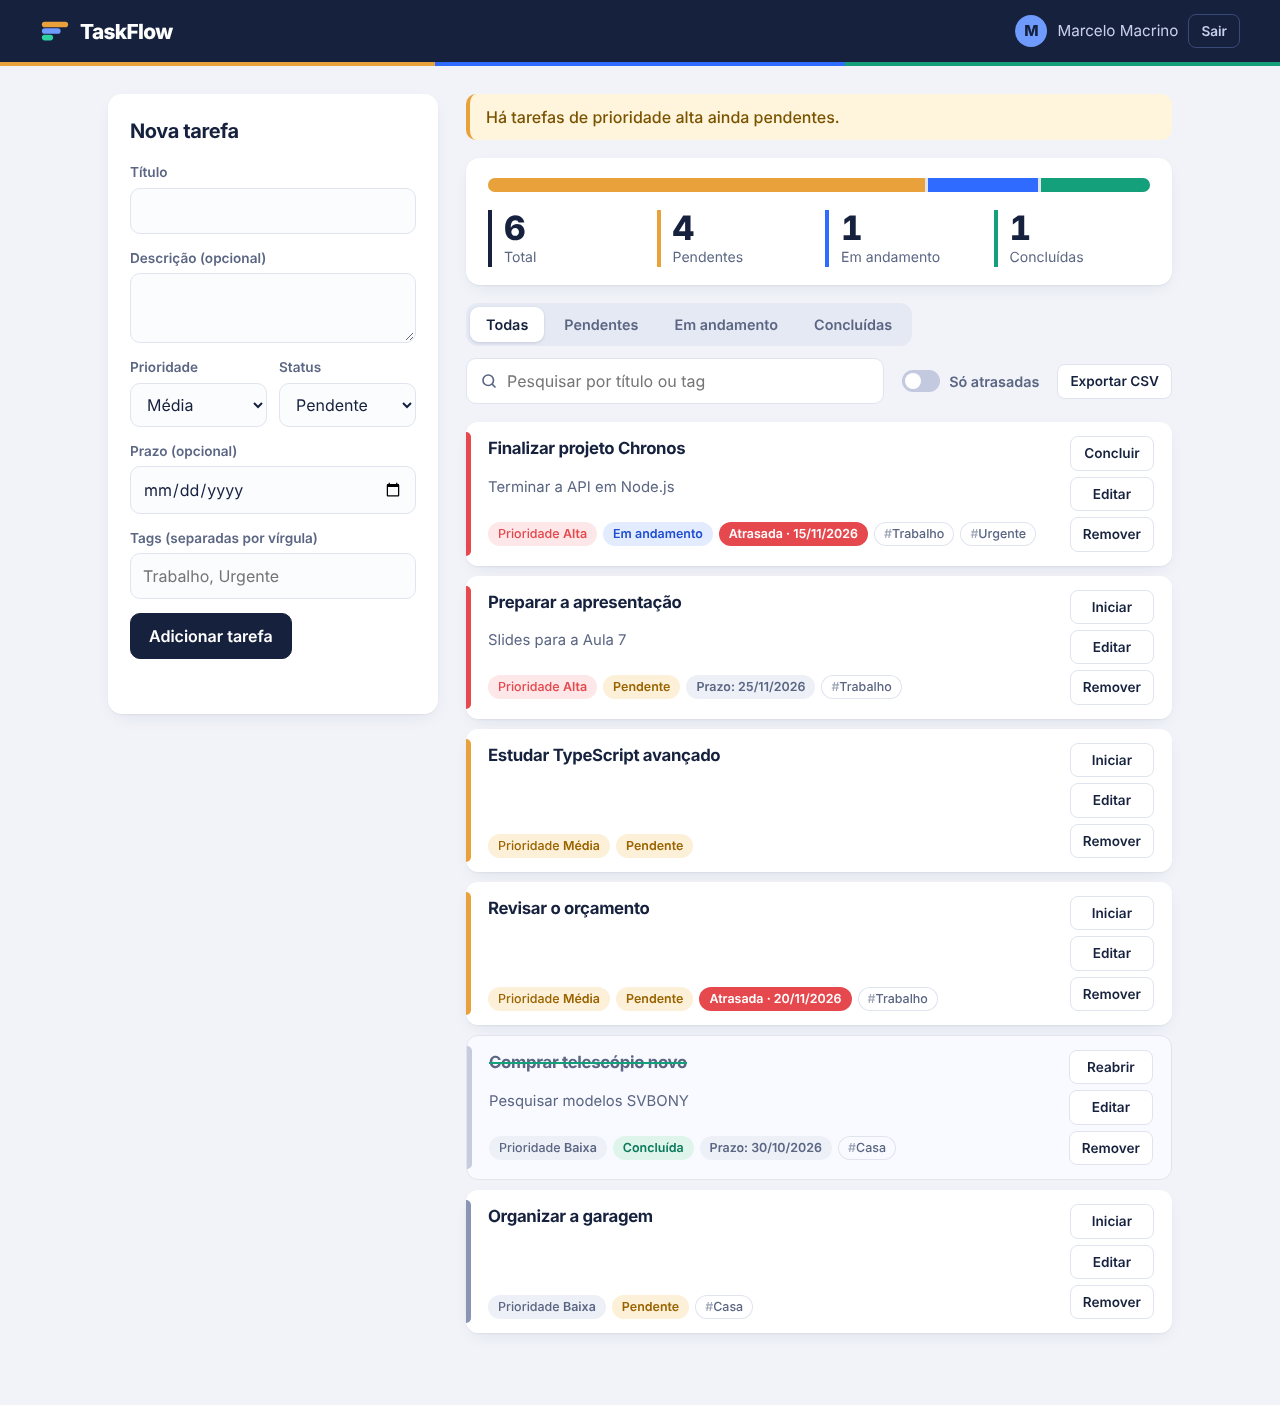 TaskFlow
M
Marcelo Macrino
Sair
Nova tarefa
Título
Descrição (opcional)
Prioridade
Status
Média
Pendente
Prazo (opcional)
mm/dd/yyyy
Tags (separadas por vírgula)
Trabalho, Urgente
Adicionar tarefa
Há tarefas de prioridade alta ainda pendentes.
6
Total
4
Pendentes
1
Em andamento
1
Concluídas
Todas
Pendentes
Em andamento
Concluídas
Pesquisar por título ou tag
Só atrasadas
Exportar CSV
Finalizar projeto Chronos
Terminar a API em Node.js
Prioridade Alta
Em andamento
Atrasada · 15/11/2026
#Trabalho
#Urgente
Concluir
Editar
Remover
Preparar a apresentação
Slides para a Aula 7
Prioridade Alta
Pendente
Prazo: 25/11/2026
#Trabalho
Iniciar
Editar
Remover
Estudar TypeScript avançado
Prioridade Média
Pendente
Iniciar
Editar
Remover
Revisar o orçamento
Prioridade Média
Pendente
Atrasada · 20/11/2026
#Trabalho
Iniciar
Editar
Remover
Comprar telescópio novo
Pesquisar modelos SVBONY
Prioridade Baixa
Concluída
Prazo: 30/10/2026
#Casa
Reabrir
Editar
Remover
Organizar a garagem
Prioridade Baixa
Pendente
#Casa
Iniciar
Editar
Remover